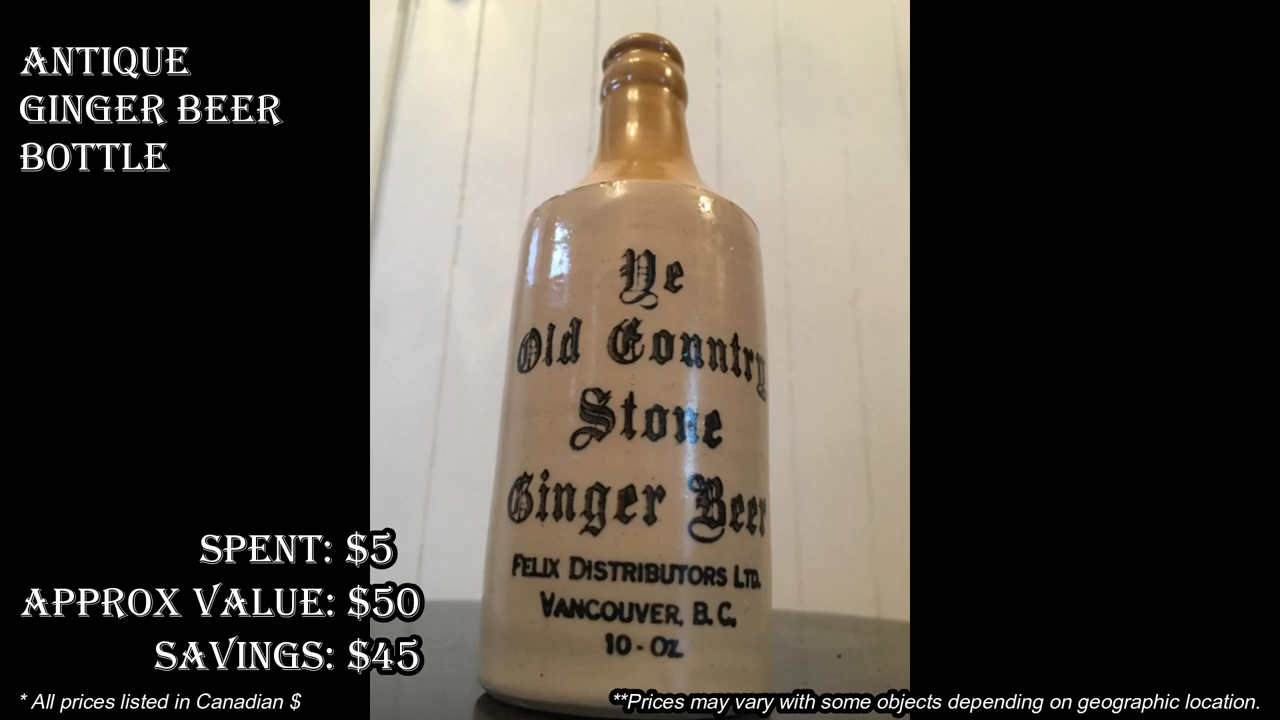 ANTIQUE
GINGER BEER
BOTTLE
Ye
Old Country
Stone
Ginger Beer
FELIX DISTRIBUTORS LTD.
VANCOUVER, B.C.
10-OZ.
SPENT: $5
APPROX VALUE: $50
SAVINGS: $45
* All prices listed in Canadian $
**Prices may vary with some objects depending on geographic location.